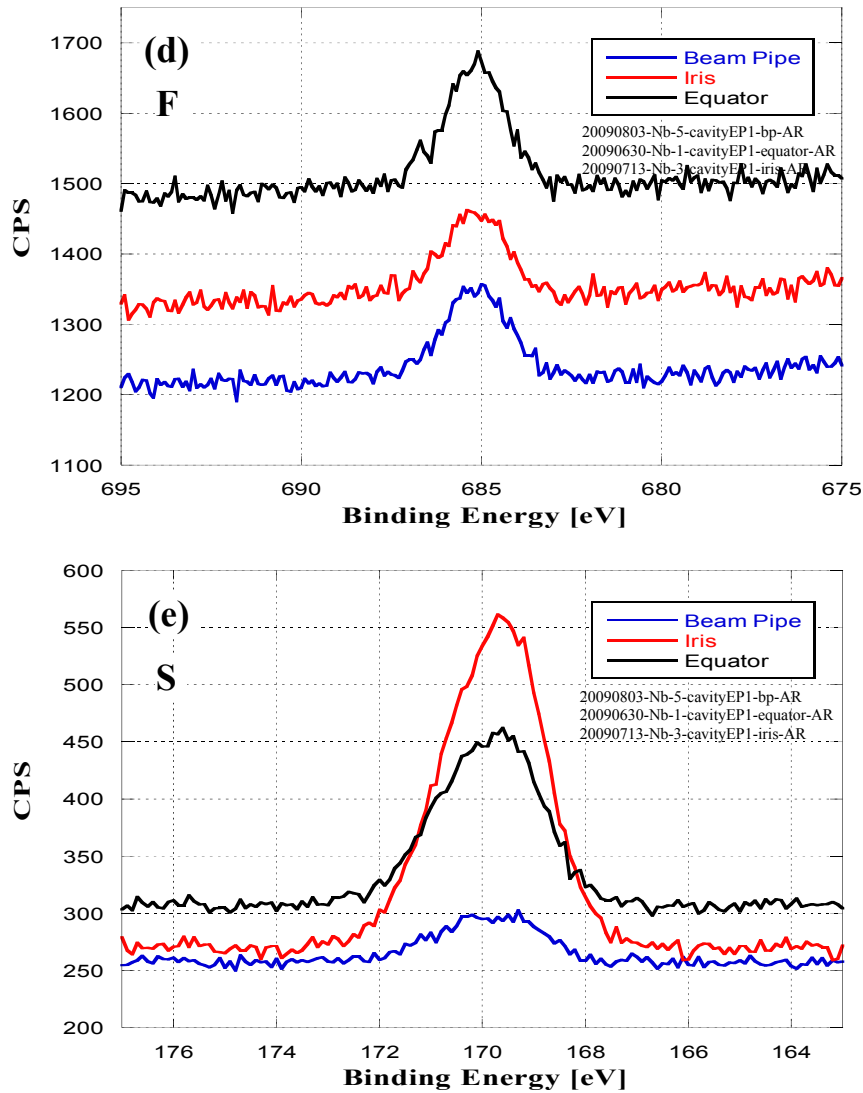 (d)
F
1700
1600
1500
1400
1300
1200
1100
CPS
Beam Pipe
Iris
Equator
20090803-Nb-5-cavityEP1-bp-AR
20090630-Nb-1-cavityEP1-equator-AR
20090713-Nb-3-cavityEP1-iris-AR
695 690 685 680 675
Binding Energy [eV]
(e)
S
600
550
500
450
400
350
300
250
200
CPS
Beam Pipe
Iris
Equator
20090803-Nb-5-cavityEP1-bp-AR
20090630-Nb-1-cavityEP1-equator-AR
20090713-Nb-3-cavityEP1-iris-AR
176 174 172 170 168 166 164
Binding Energy [eV]